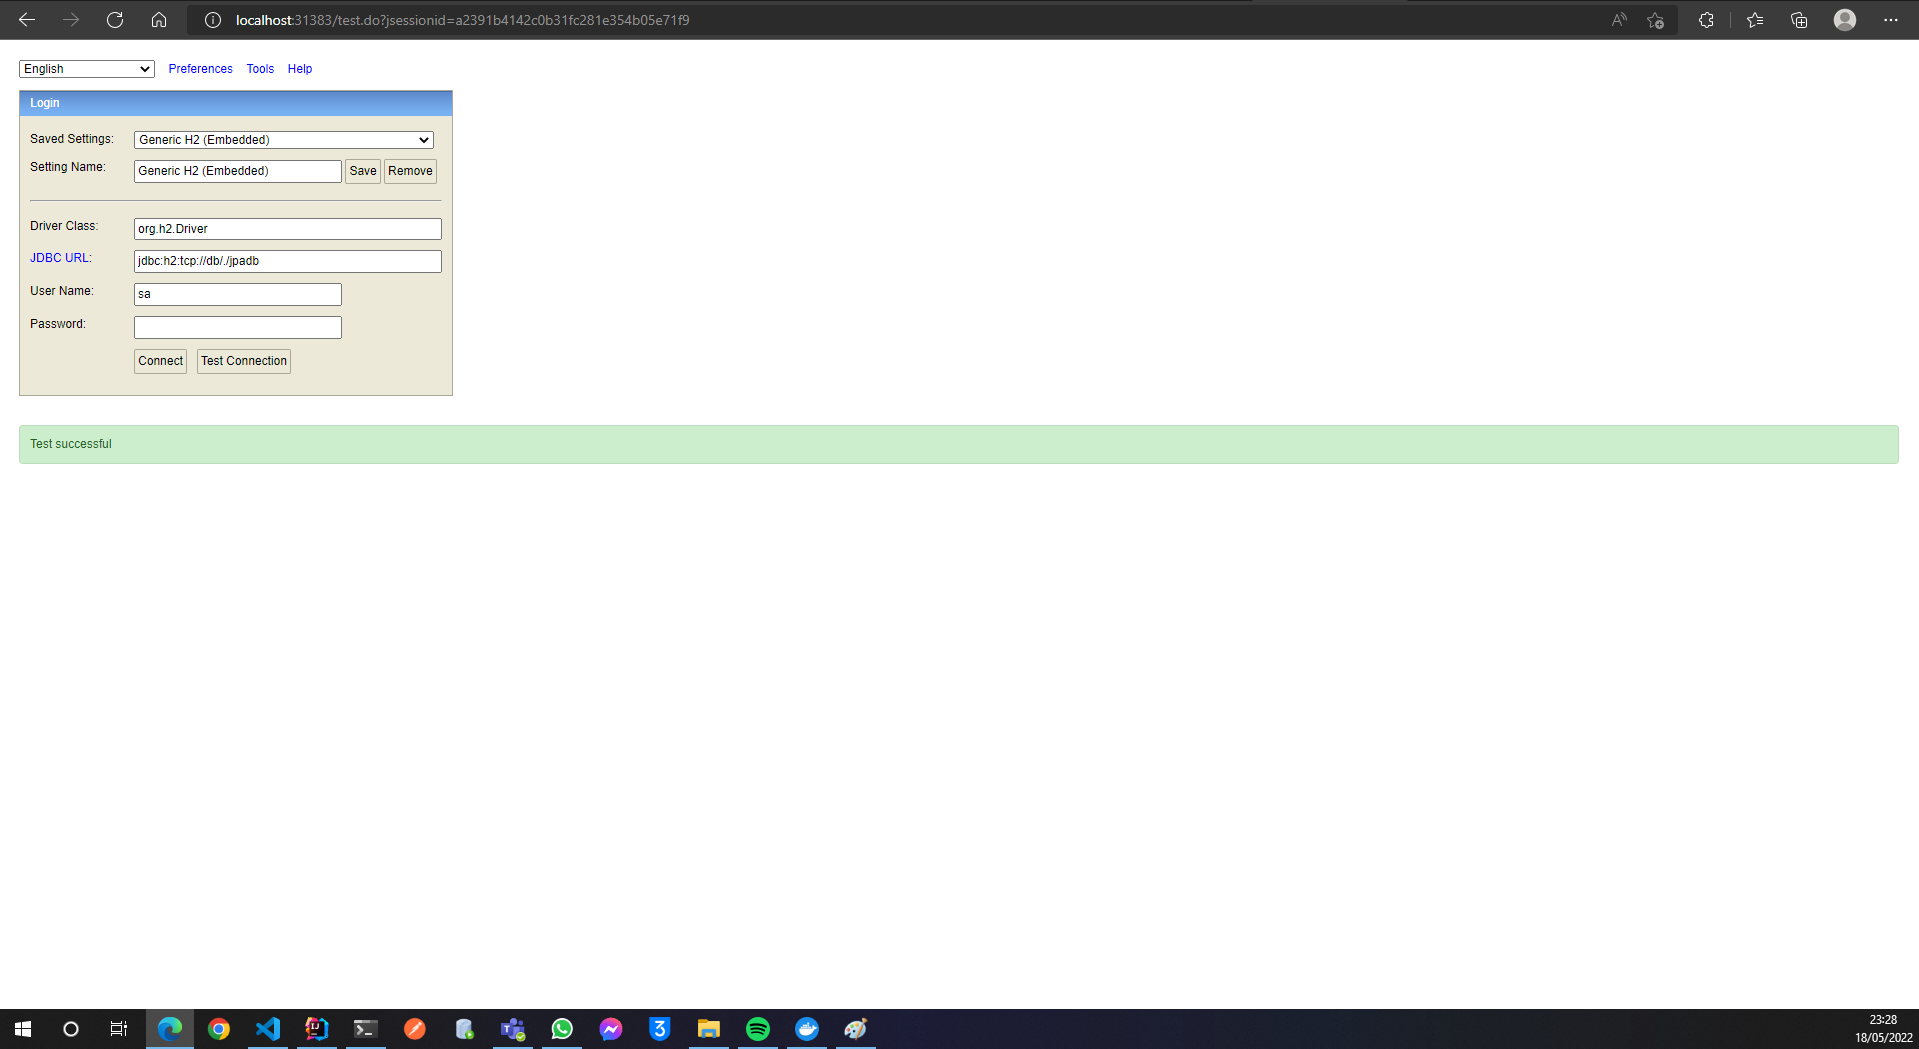 localhost:31383/test.do?jsessionid=a2391b4142c0b31fc281e354b05e71f9
English Preferences Tools Help
Login
Saved Settings: Generic H2 (Embedded)
Setting Name: Generic H2 (Embedded) Save Remove
Driver Class: org.h2.Driver
JDBC URL: jdbc:h2:tcp://db/./jpadb
User Name: sa
Password:
Connect Test Connection
Test successful
23:28
18/05/2022